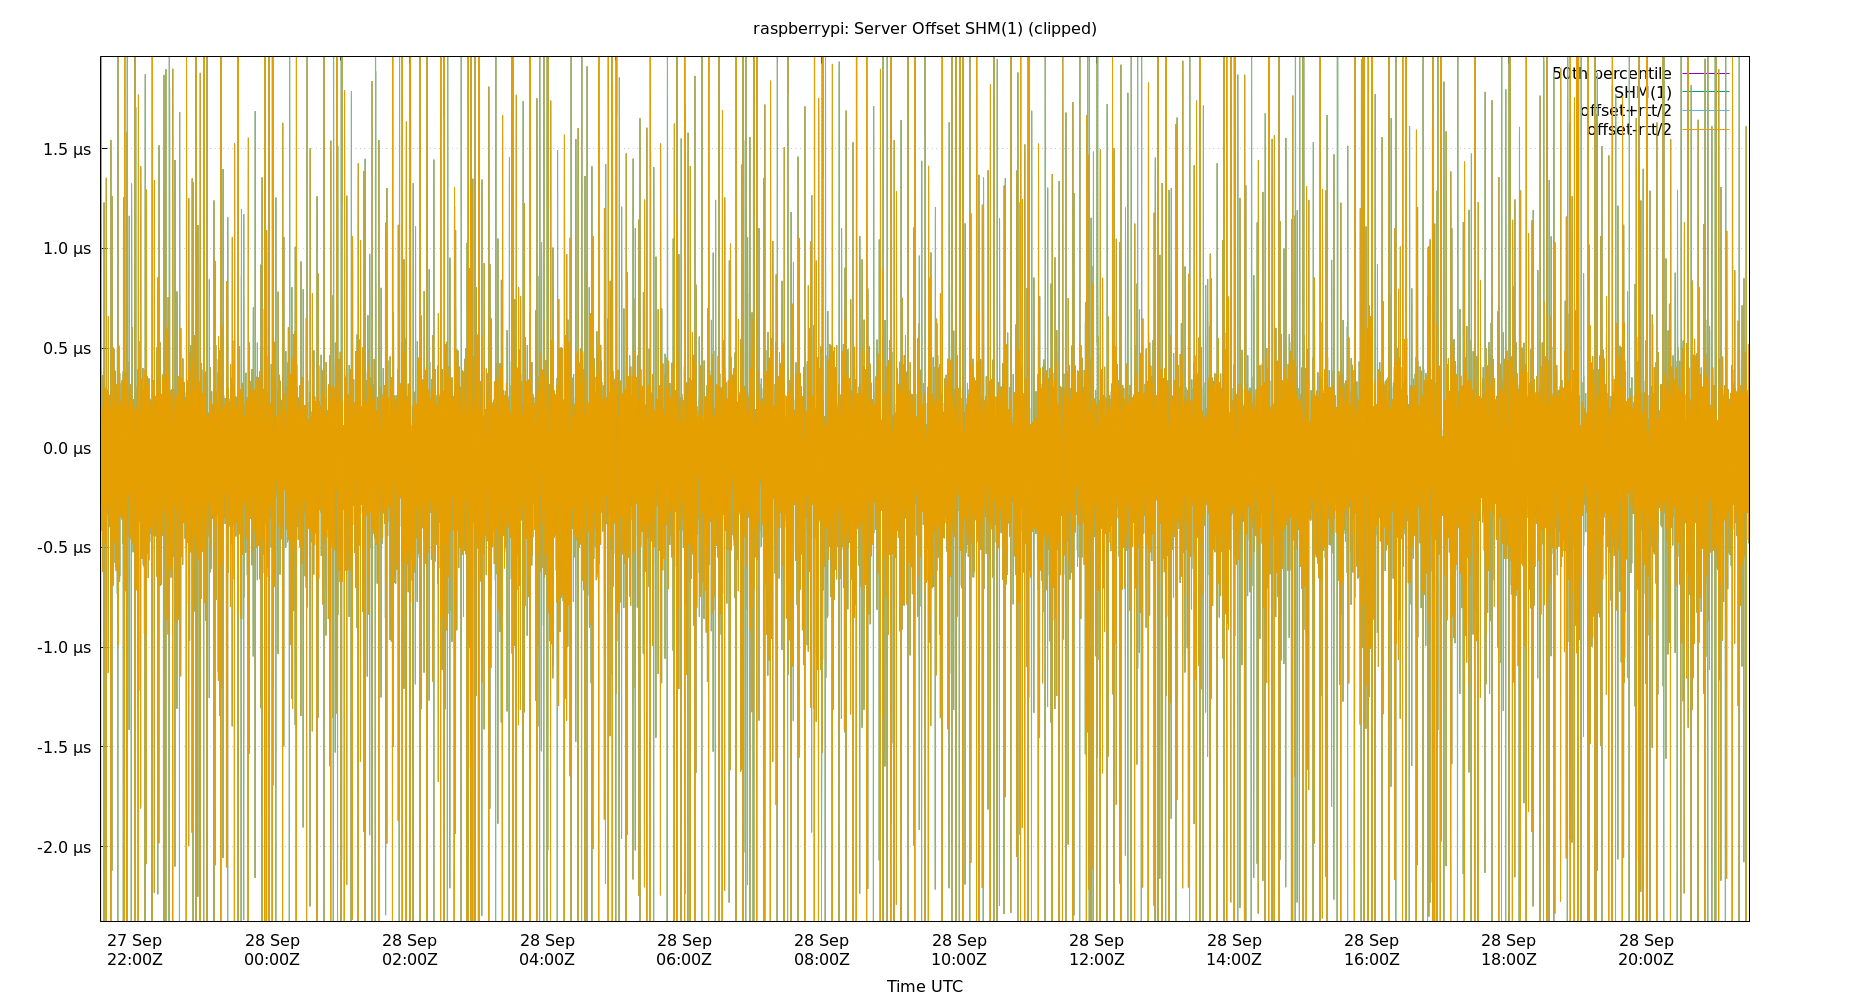 raspberrypi: Server Offset SHM(1) (clipped)
50th percentile
SHM(1)
offset+rtt/2
offset-rtt/2
1.5 µs
1.0 µs
0.5 µs
0.0 µs
-0.5 µs
-1.0 µs
-1.5 µs
-2.0 µs
27 Sep 28 Sep 28 Sep 28 Sep 28 Sep 28 Sep 28 Sep 28 Sep 28 Sep 28 Sep 28 Sep 28 Sep
22:00Z 00:00Z 02:00Z 04:00Z 06:00Z 08:00Z 10:00Z 12:00Z 14:00Z 16:00Z 18:00Z 20:00Z
Time UTC